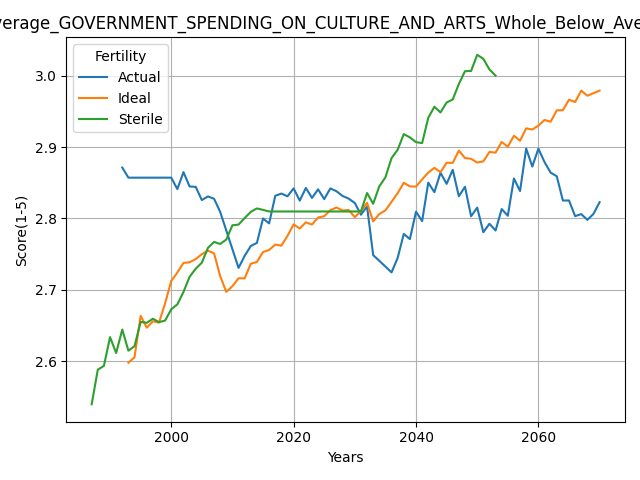 verage_GOVERNMENT_SPENDING_ON_CULTURE_AND_ARTS_Whole_Below_Ave
Fertility
Actual
Ideal
Sterile
3.0
2.9
2.8
2.7
2.6
Score(1-5)
2000 2020 2040 2060
Years